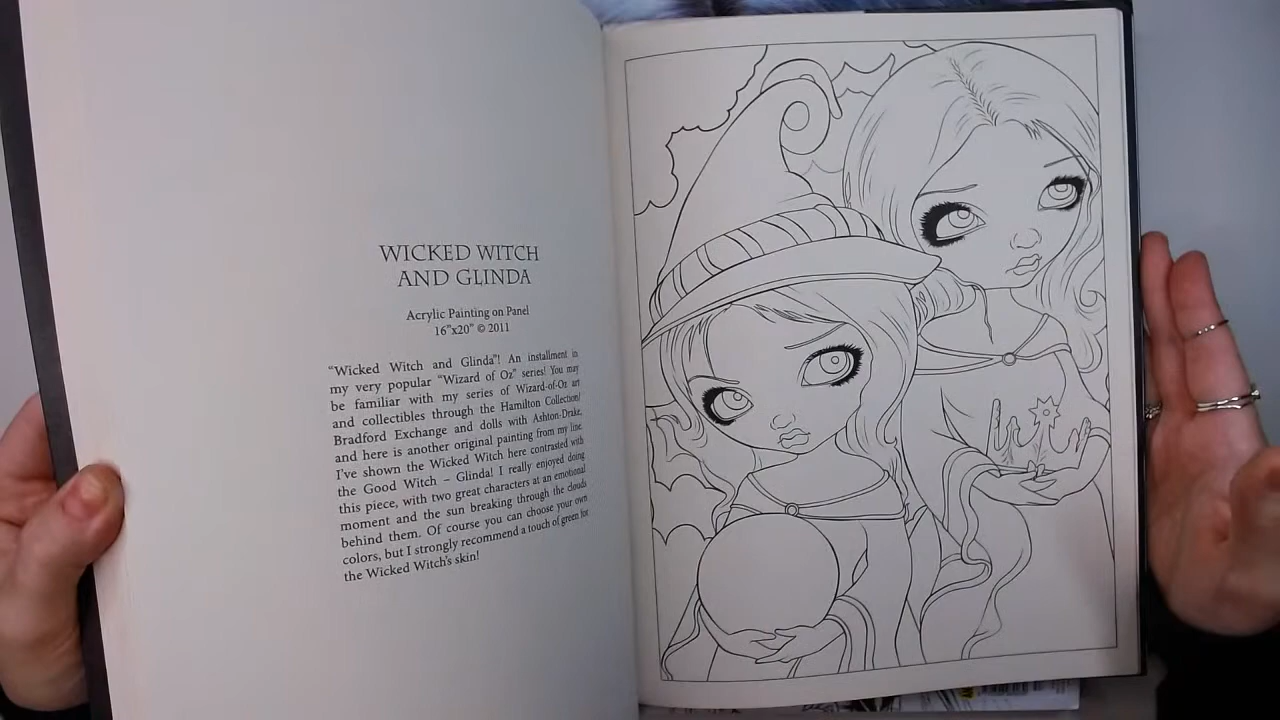 WICKED WITCH
AND GLINDA
Acrylic Painting on Panel
16"x20" © 2011
"Wicked Witch and Glinda"! An installment in
my very popular "Wizard of Oz" series! You may
be familiar with my series of Wizard-of-Oz art
and collectibles through the Hamilton Collection/
Bradford Exchange and dolls with Ashton-Drake,
and here is another original painting from my line.
I've shown the Wicked Witch here contrasted with
the Good Witch – Glinda! I really enjoyed doing
this piece, with two great characters at an emotional
moment and the sun breaking through the clouds
behind them. Of course you can choose your own
colors, but I strongly recommend a touch of green for
the Wicked Witch's skin!